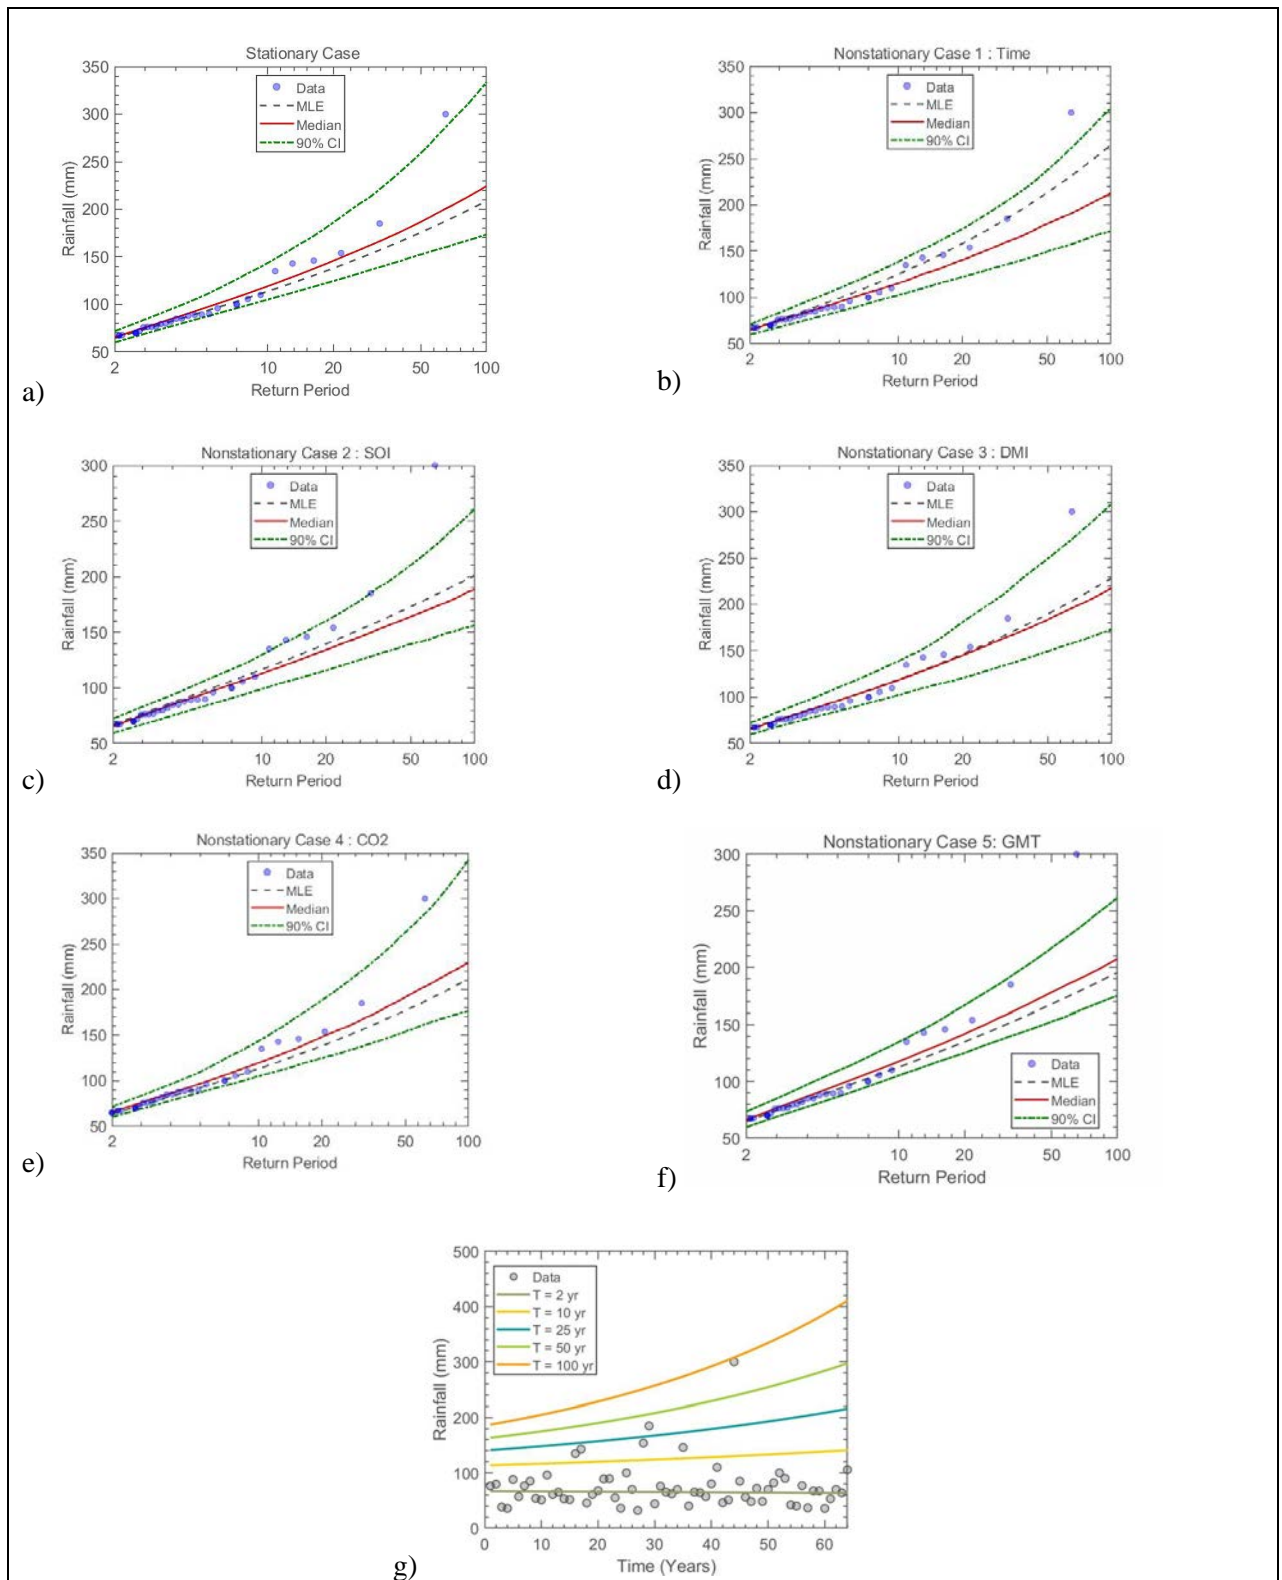 Stationary Case
350
300
250
200
150
100
50
Rainfall (mm)
Data
MLE
Median
90% CI
2 10 20 50 100
Return Period
a)
Nonstationary Case 1 : Time
350
300
250
200
150
100
50
Rainfall (mm)
Data
MLE
Median
90% CI
2 10 20 50 100
Return Period
b)
Nonstationary Case 2 : SOI
300
250
200
150
100
50
Rainfall (mm)
Data
MLE
Median
90% CI
2 10 20 50 100
Return Period
c)
Nonstationary Case 3 : DMI
350
300
250
200
150
100
50
Rainfall (mm)
Data
MLE
Median
90% CI
2 10 20 50 100
Return Period
d)
Nonstationary Case 4 : CO2
350
300
250
200
150
100
50
Rainfall (mm)
Data
MLE
Median
90% CI
2 10 20 50 100
Return Period
e)
Nonstationary Case 5: GMT
300
250
200
150
100
50
Rainfall (mm)
Data
MLE
Median
90% CI
2 10 20 50 100
Return Period
f)
500
400
300
200
100
0
Rainfall (mm)
Data
T = 2 yr
T = 10 yr
T = 25 yr
T = 50 yr
T = 100 yr
0 10 20 30 40 50 60
Time (Years)
g)